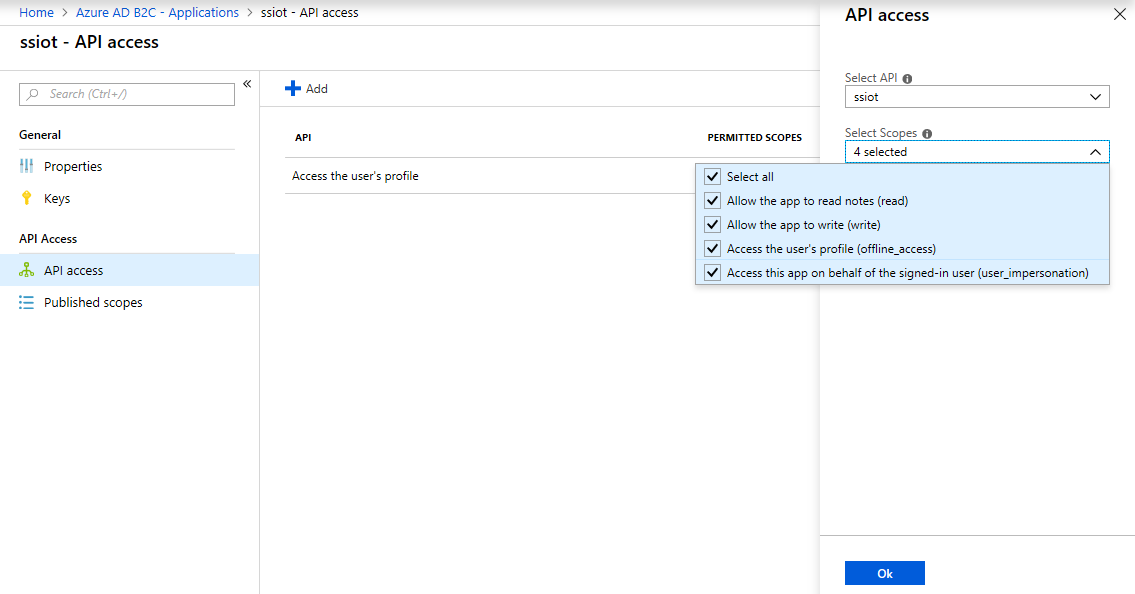 Home > Azure AD B2C - Applications > ssiot - API access
ssiot - API access
Search (Ctrl+/)
«
General
Properties
Keys
API Access
API access
Published scopes
Add
API PERMITTED SCOPES
Access the user's profile
API access
Select API
ssiot
Select Scopes
4 selected
Select all
Allow the app to read notes (read)
Allow the app to write (write)
Access the user's profile (offline_access)
Access this app on behalf of the signed-in user (user_impersonation)
Ok